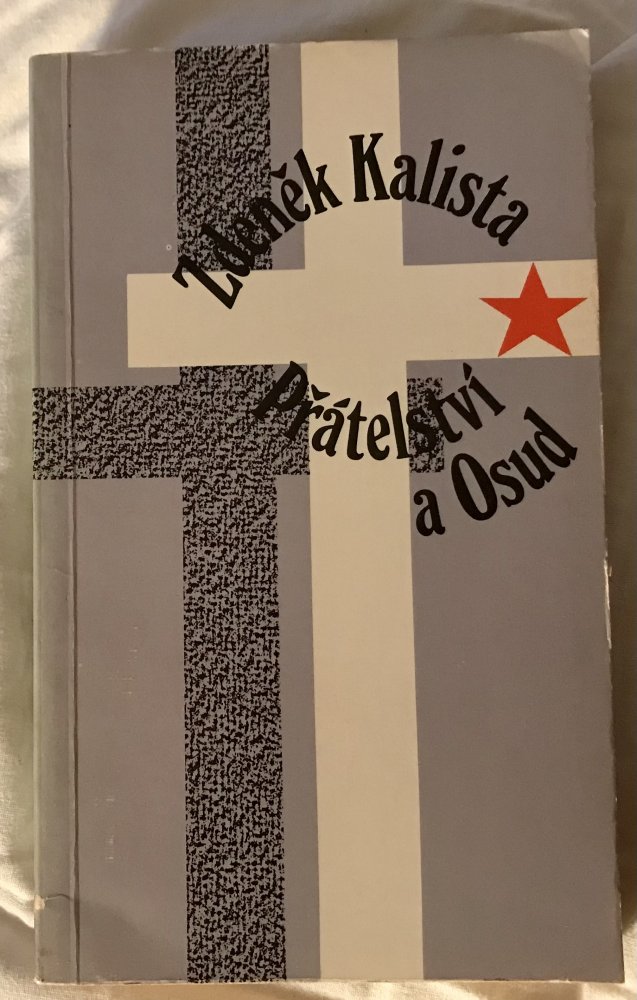 Zdeněk Kalista
Přátelství
a Osud